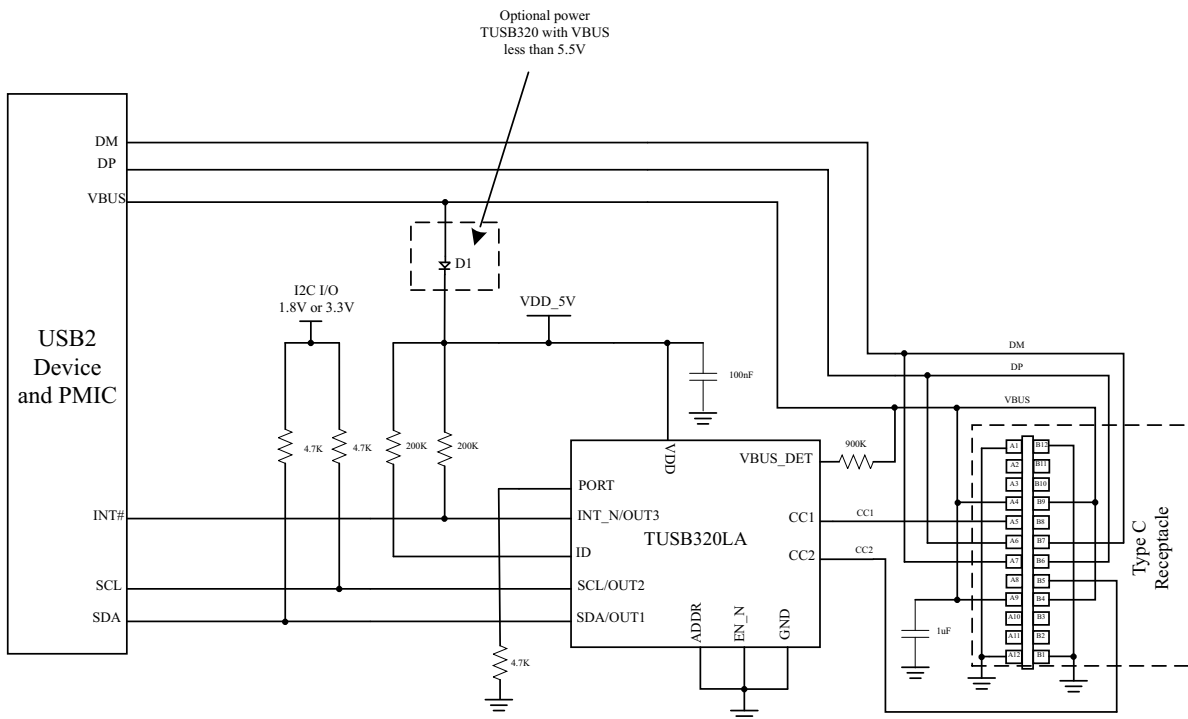 Optional power
TUSB320 with VBUS
less than 5.5V
DM
DP
VBUS
D1
I2C I/O
1.8V or 3.3V
VDD_5V
USB2
Device
and PMIC
DM
DP
VBUS
100nF
4.7K
4.7K
200K
200K
900K
VDD
VBUS_DET
PORT
INT#
INT_N/OUT3
ID
TUSB320LA
CC1
CC1
CC2
CC2
SCL
SCL/OUT2
SDA
SDA/OUT1
ADDR
EN_N
GND
4.7K
1uF
A1
B12
A2
B11
A3
B10
A4
B9
A5
B8
A6
B7
A7
B6
A8
B5
A9
B4
A10
B3
A11
B2
A12
B1
Type C
Receptacle